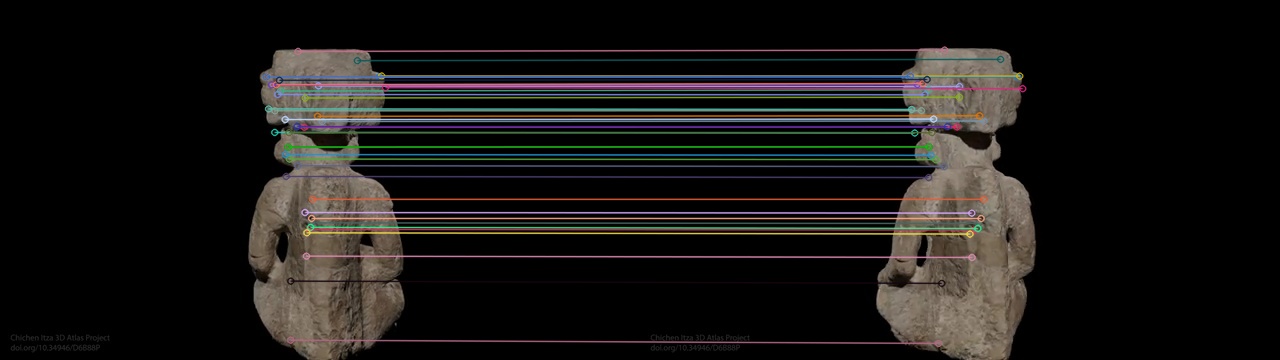 Chichen Itza 3D Atlas Project
doi.org/10.34946/D6B88P
Chichen Itza 3D Atlas Project
doi.org/10.34946/D6B88P